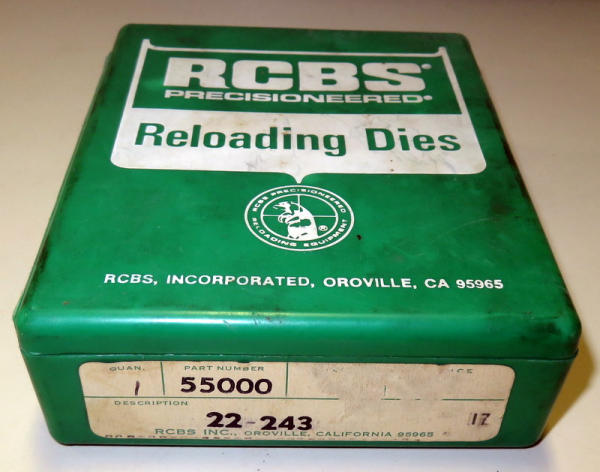 RCBS®
PRECISIONEERED®
Reloading Dies
RCBS PRECISIONEERED
RELOADING EQUIPMENT
®
RCBS, INCORPORATED, OROVILLE, CA 95965
QUAN. PART NUMBER
1 55000
DESCRIPTION
22-243
17
RCBS INC., OROVILLE, CALIFORNIA 95965